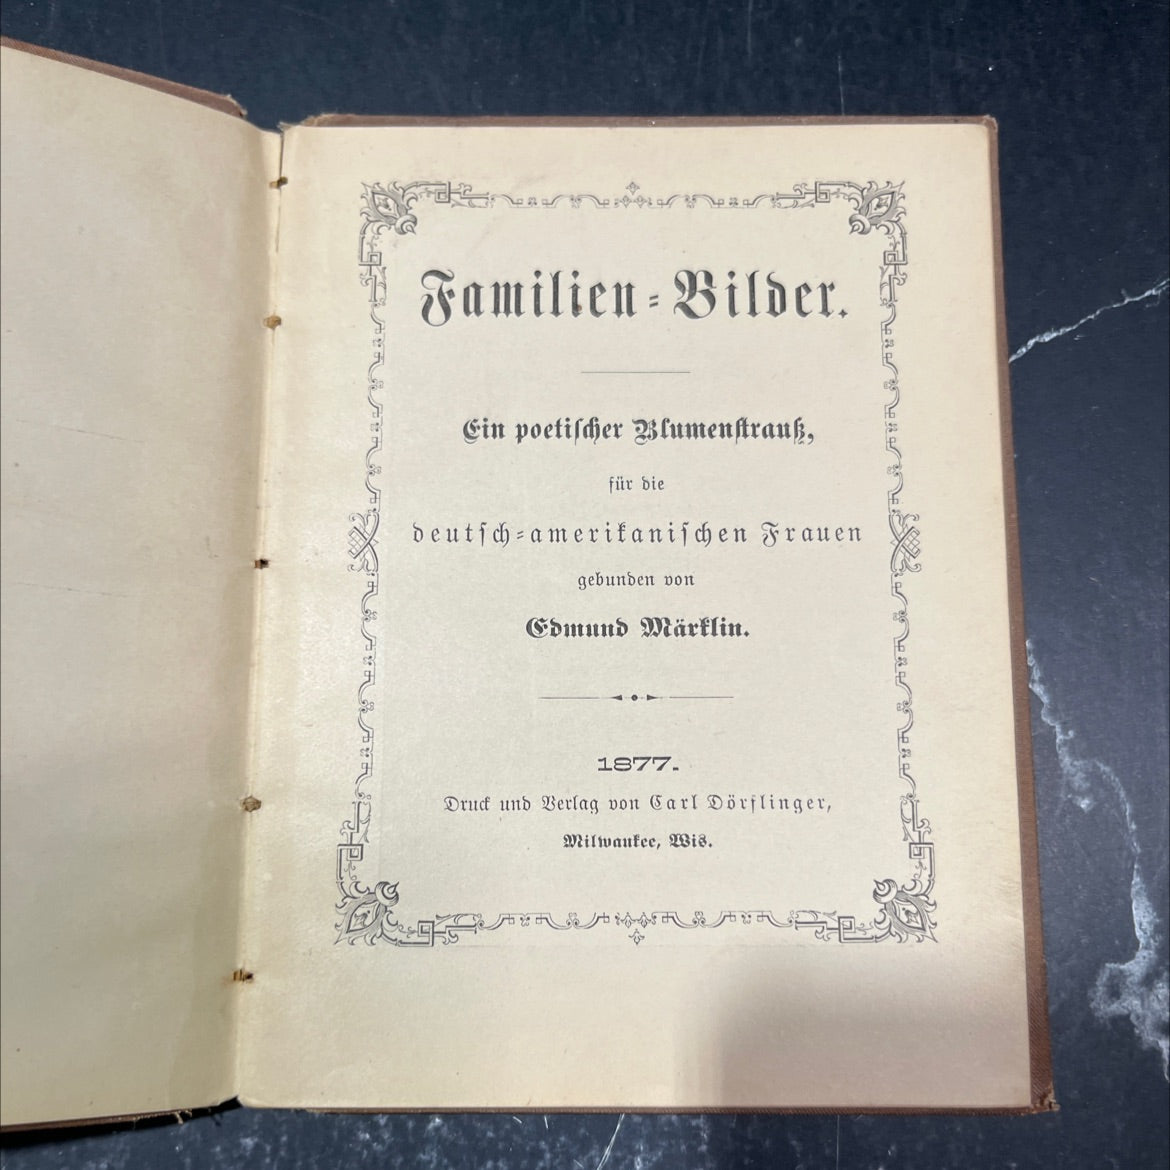 Familien=Bilder.
Ein poetiſcher Blumenſtrauß,
für die
deutſch=amerikaniſchen Frauen
gebunden von
Edmund Märklin.
1877.
Druck und Verlag von Carl Dörflinger,
Milwaukee, Wis.